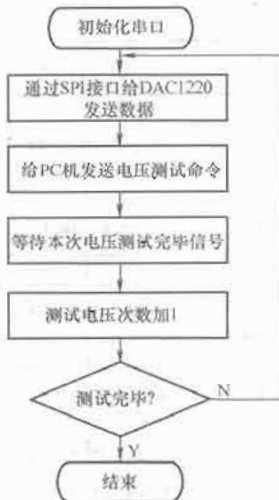 初始化串口
通过SPI接口给DAC1220
发送数据
给PC机发送电压测试命令
等待本次电压测试完毕信号
测试电压次数加1
测试完毕?
N
Y
结束